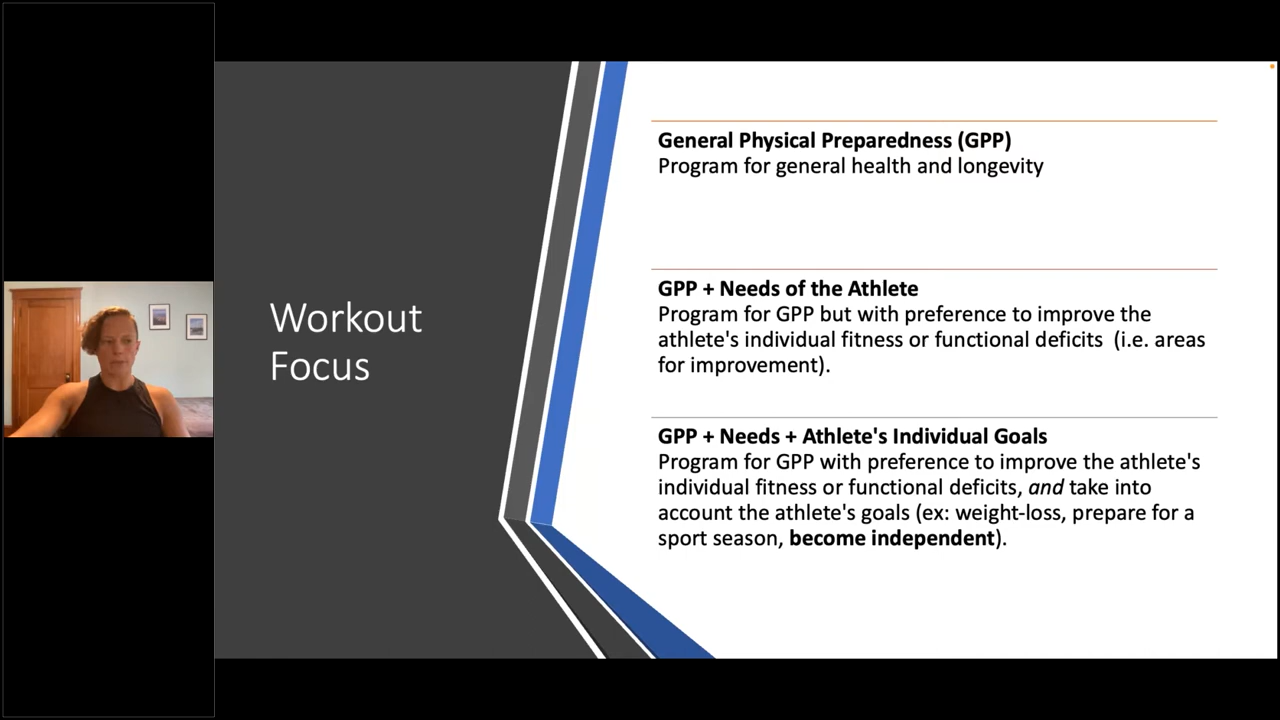 Workout
Focus
General Physical Preparedness (GPP)
Program for general health and longevity
GPP + Needs of the Athlete
Program for GPP but with preference to improve the
athlete's individual fitness or functional deficits  (i.e. areas
for improvement).
GPP + Needs + Athlete's Individual Goals
Program for GPP with preference to improve the athlete's
individual fitness or functional deficits, and take into
account the athlete's goals (ex: weight-loss, prepare for a
sport season, become independent).